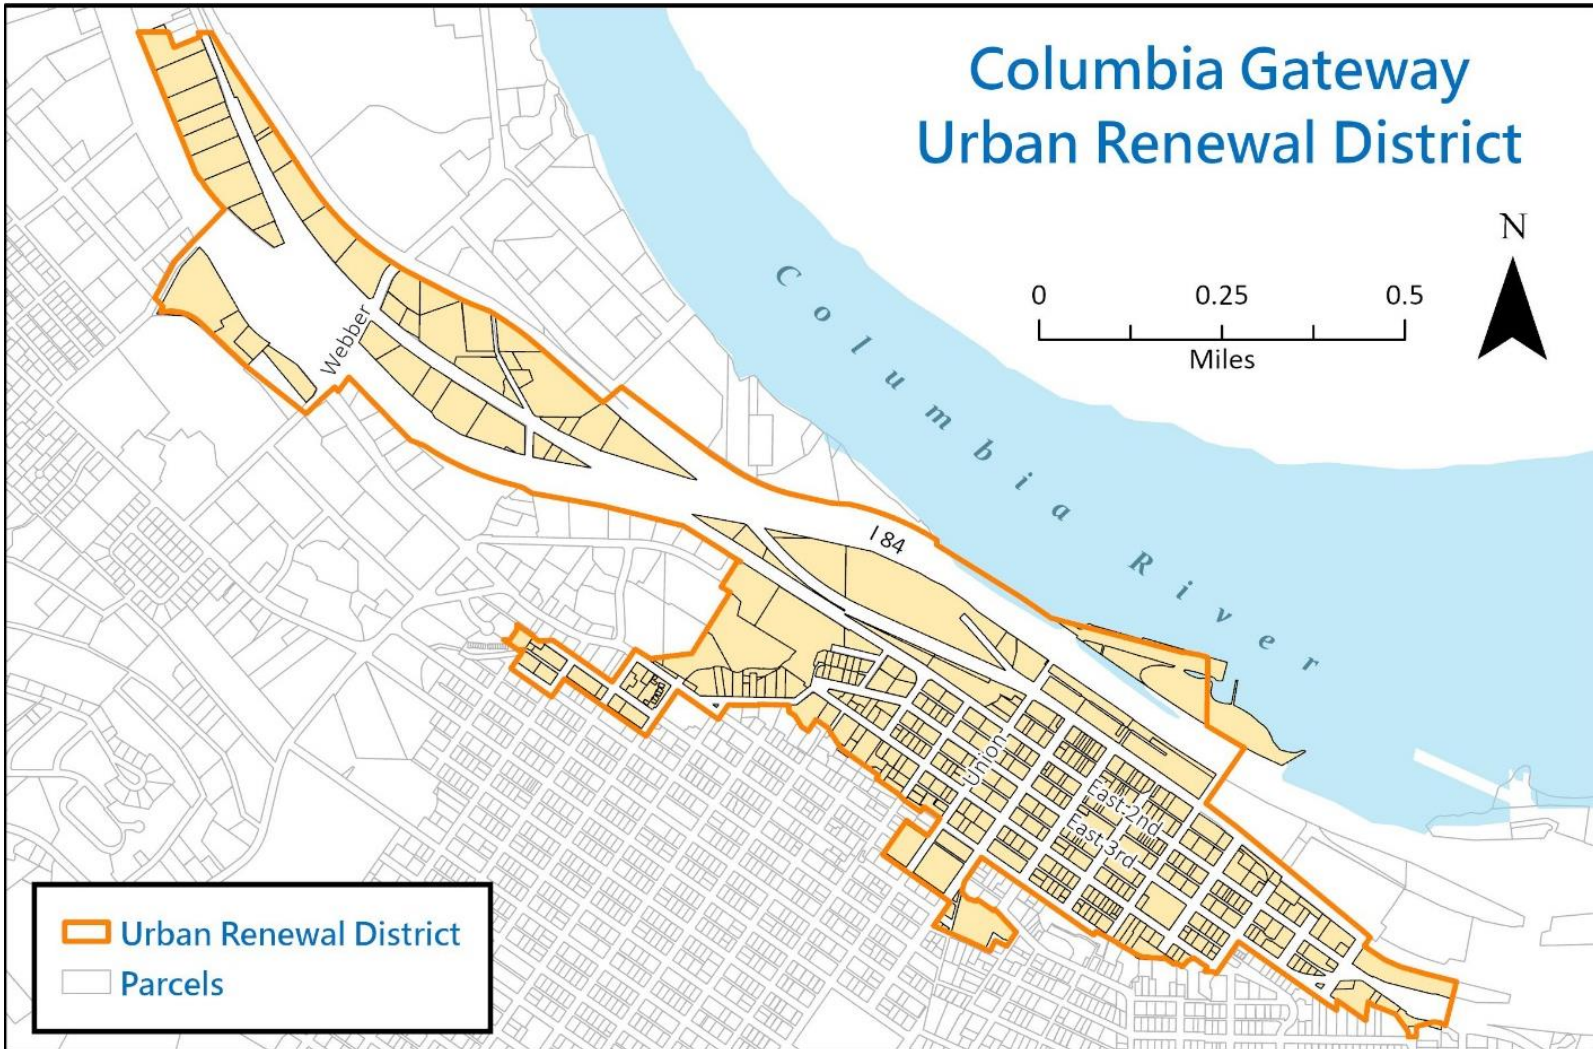 Columbia Gateway
Urban Renewal District
N
0 0.25 0.5
Miles
Columbia River
Webber
I 84
Union
East 2nd
East 3rd
Urban Renewal District
Parcels